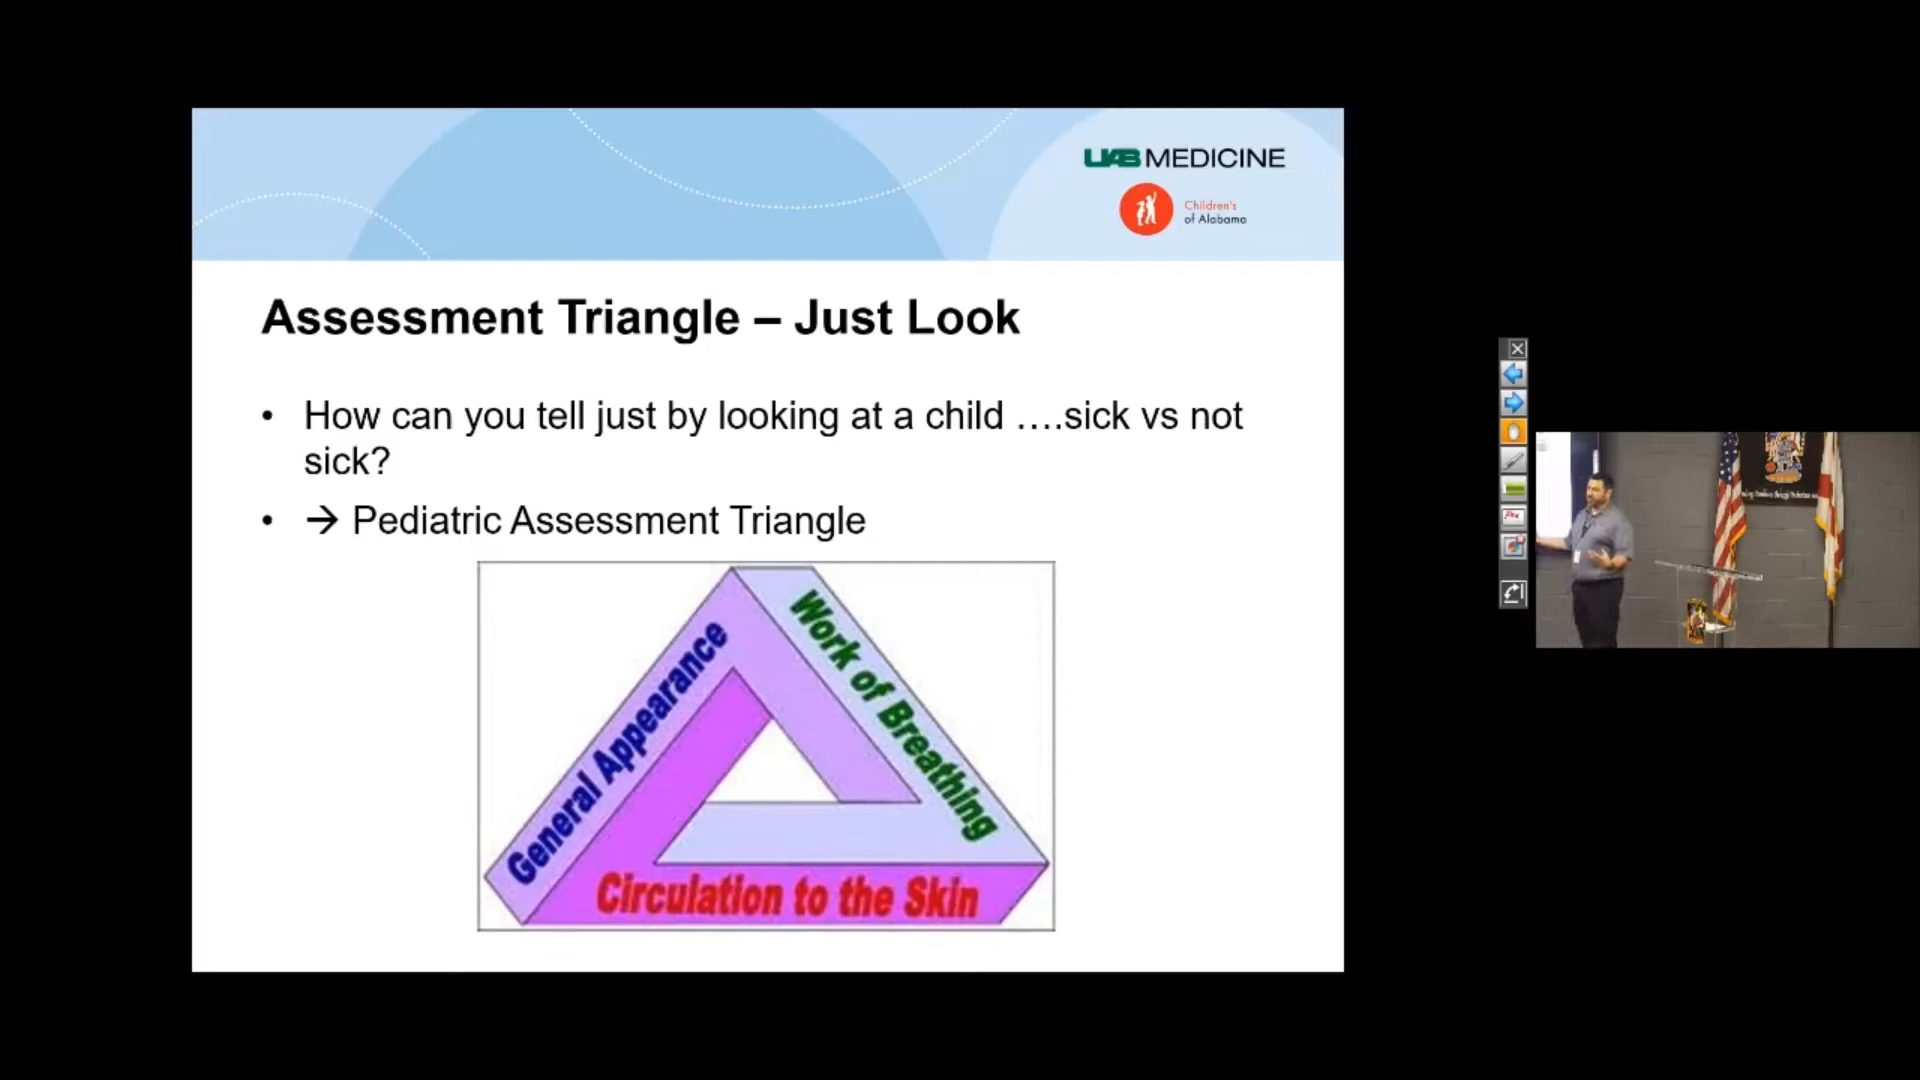 UAB MEDICINE
Children's
of Alabama
Assessment Triangle – Just Look
• How can you tell just by looking at a child ….sick vs not
sick?
• → Pediatric Assessment Triangle
General Appearance
Work of Breathing
Circulation to the Skin
Pen